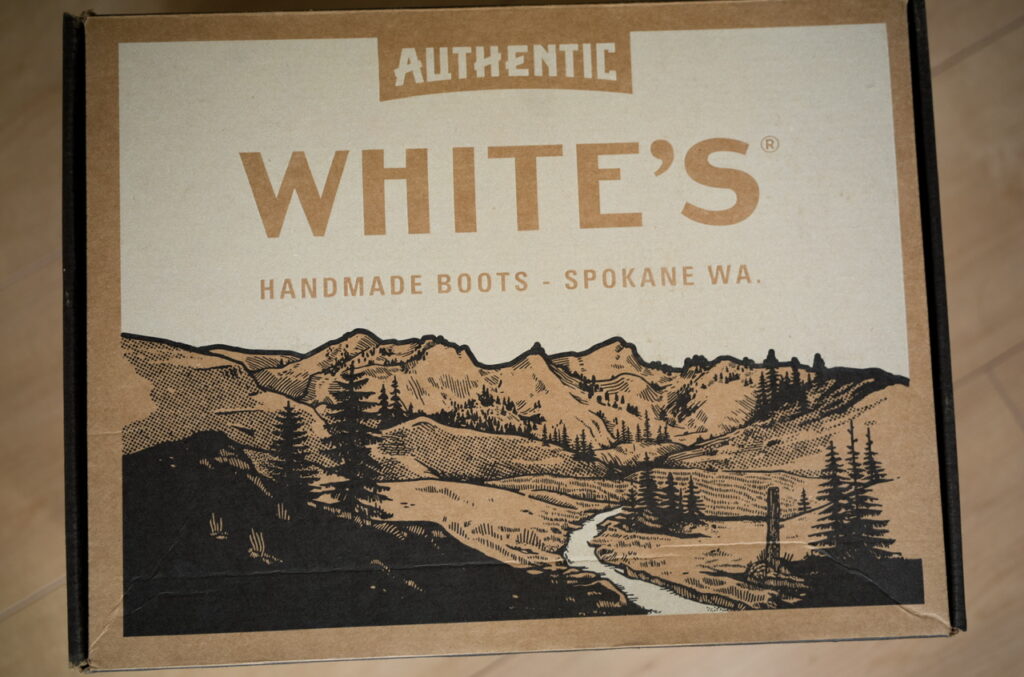 AUTHENTIC
WHITE'S®
HANDMADE BOOTS - SPOKANE WA.